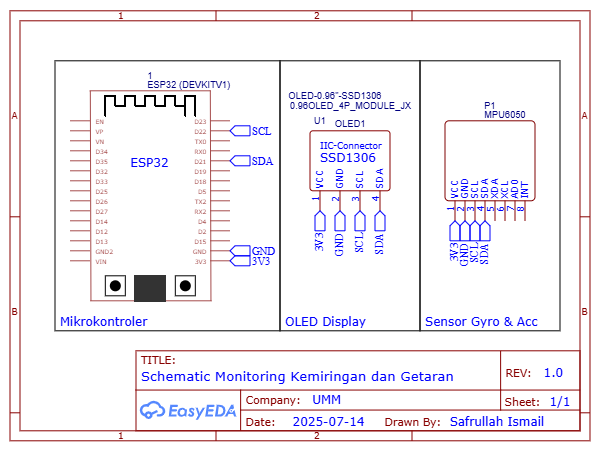 1 2
A A
B B
1
ESP32 (DEVKITV1)
ESP32
EN
VP
VN
D34
D35
D32
D33
D25
D26
D27
D14
D12
D13
GND2
VIN
D23
D22
TX0
RX0
D21
D19
D18
D5
TX2
RX2
D4
D2
D15
GND
3V3
SCL
SDA
GND
3V3
Mikrokontroler
OLED-0.96"-SSD1306
0.96OLED_4P_MODULE_JX
U1 OLED1
IIC-Connector
SSD1306
VCC GND SCL SDA
1 2 3 4
3V3 GND SCL SDA
OLED Display
P1
MPU6050
VCC GND SCL SDA XDA XCL AD0 INT
1 2 3 4 5 6 7 8
3V3 GND SCL SDA
Sensor Gyro & Acc
TITLE:
Schematic Monitoring Kemiringan dan Getaran
REV: 1.0
EasyEDA
Company: UMM
Sheet: 1/1
Date: 2025-07-14 Drawn By: Safrullah Ismail
1 2